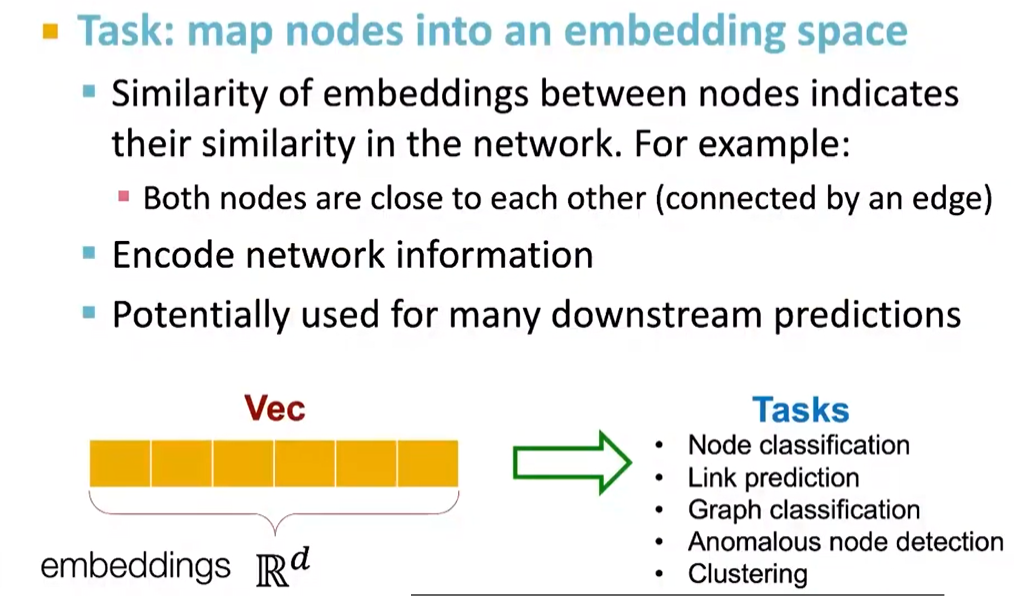 Task: map nodes into an embedding space
Similarity of embeddings between nodes indicates
their similarity in the network. For example:
Both nodes are close to each other (connected by an edge)
Encode network information
Potentially used for many downstream predictions
Vec
embeddings ℝᵈ
Tasks
• Node classification
• Link prediction
• Graph classification
• Anomalous node detection
• Clustering